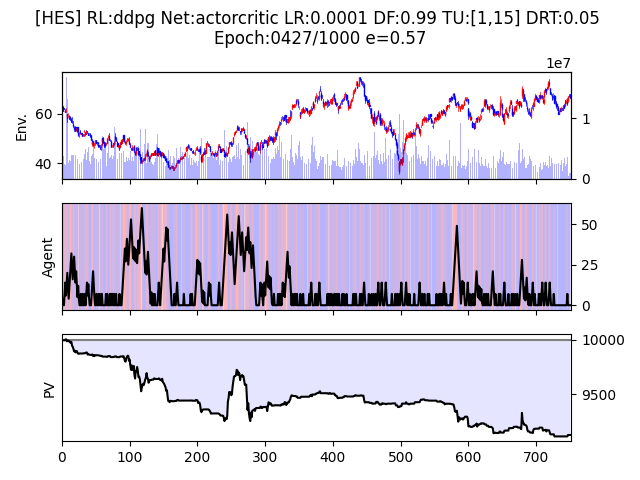 [HES] RL:ddpg Net:actorcritic LR:0.0001 DF:0.99 TU:[1,15] DRT:0.05
Epoch:0427/1000 e=0.57
1e7
Env.
60
40
1
0
Agent
50
25
0
PV
10000
9500
0 100 200 300 400 500 600 700